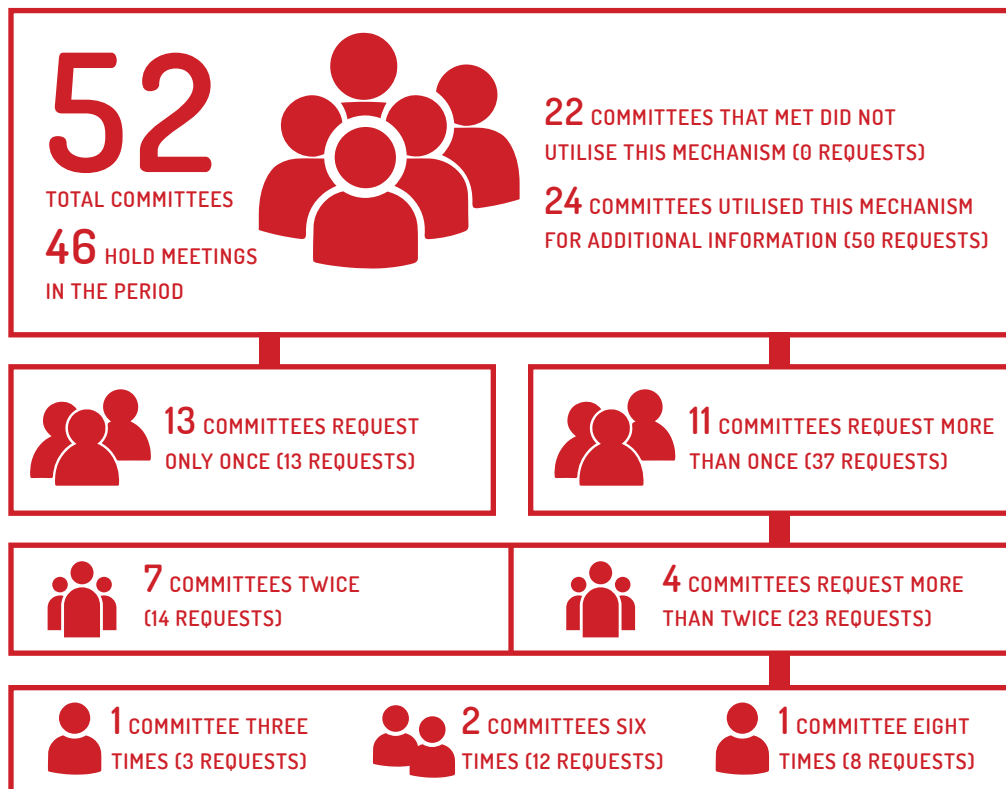 52
TOTAL COMMITTEES
46 HOLD MEETINGS
IN THE PERIOD
22 COMMITTEES THAT MET DID NOT
UTILISE THIS MECHANISM (0 REQUESTS)
24 COMMITTEES UTILISED THIS MECHANISM
FOR ADDITIONAL INFORMATION (50 REQUESTS)
13 COMMITTEES REQUEST
ONLY ONCE (13 REQUESTS)
11 COMMITTEES REQUEST MORE
THAN ONCE (37 REQUESTS)
7 COMMITTEES TWICE
(14 REQUESTS)
4 COMMITTEES REQUEST MORE
THAN TWICE (23 REQUESTS)
1 COMMITTEE THREE
TIMES (3 REQUESTS)
2 COMMITTEES SIX
TIMES (12 REQUESTS)
1 COMMITTEE EIGHT
TIMES (8 REQUESTS)